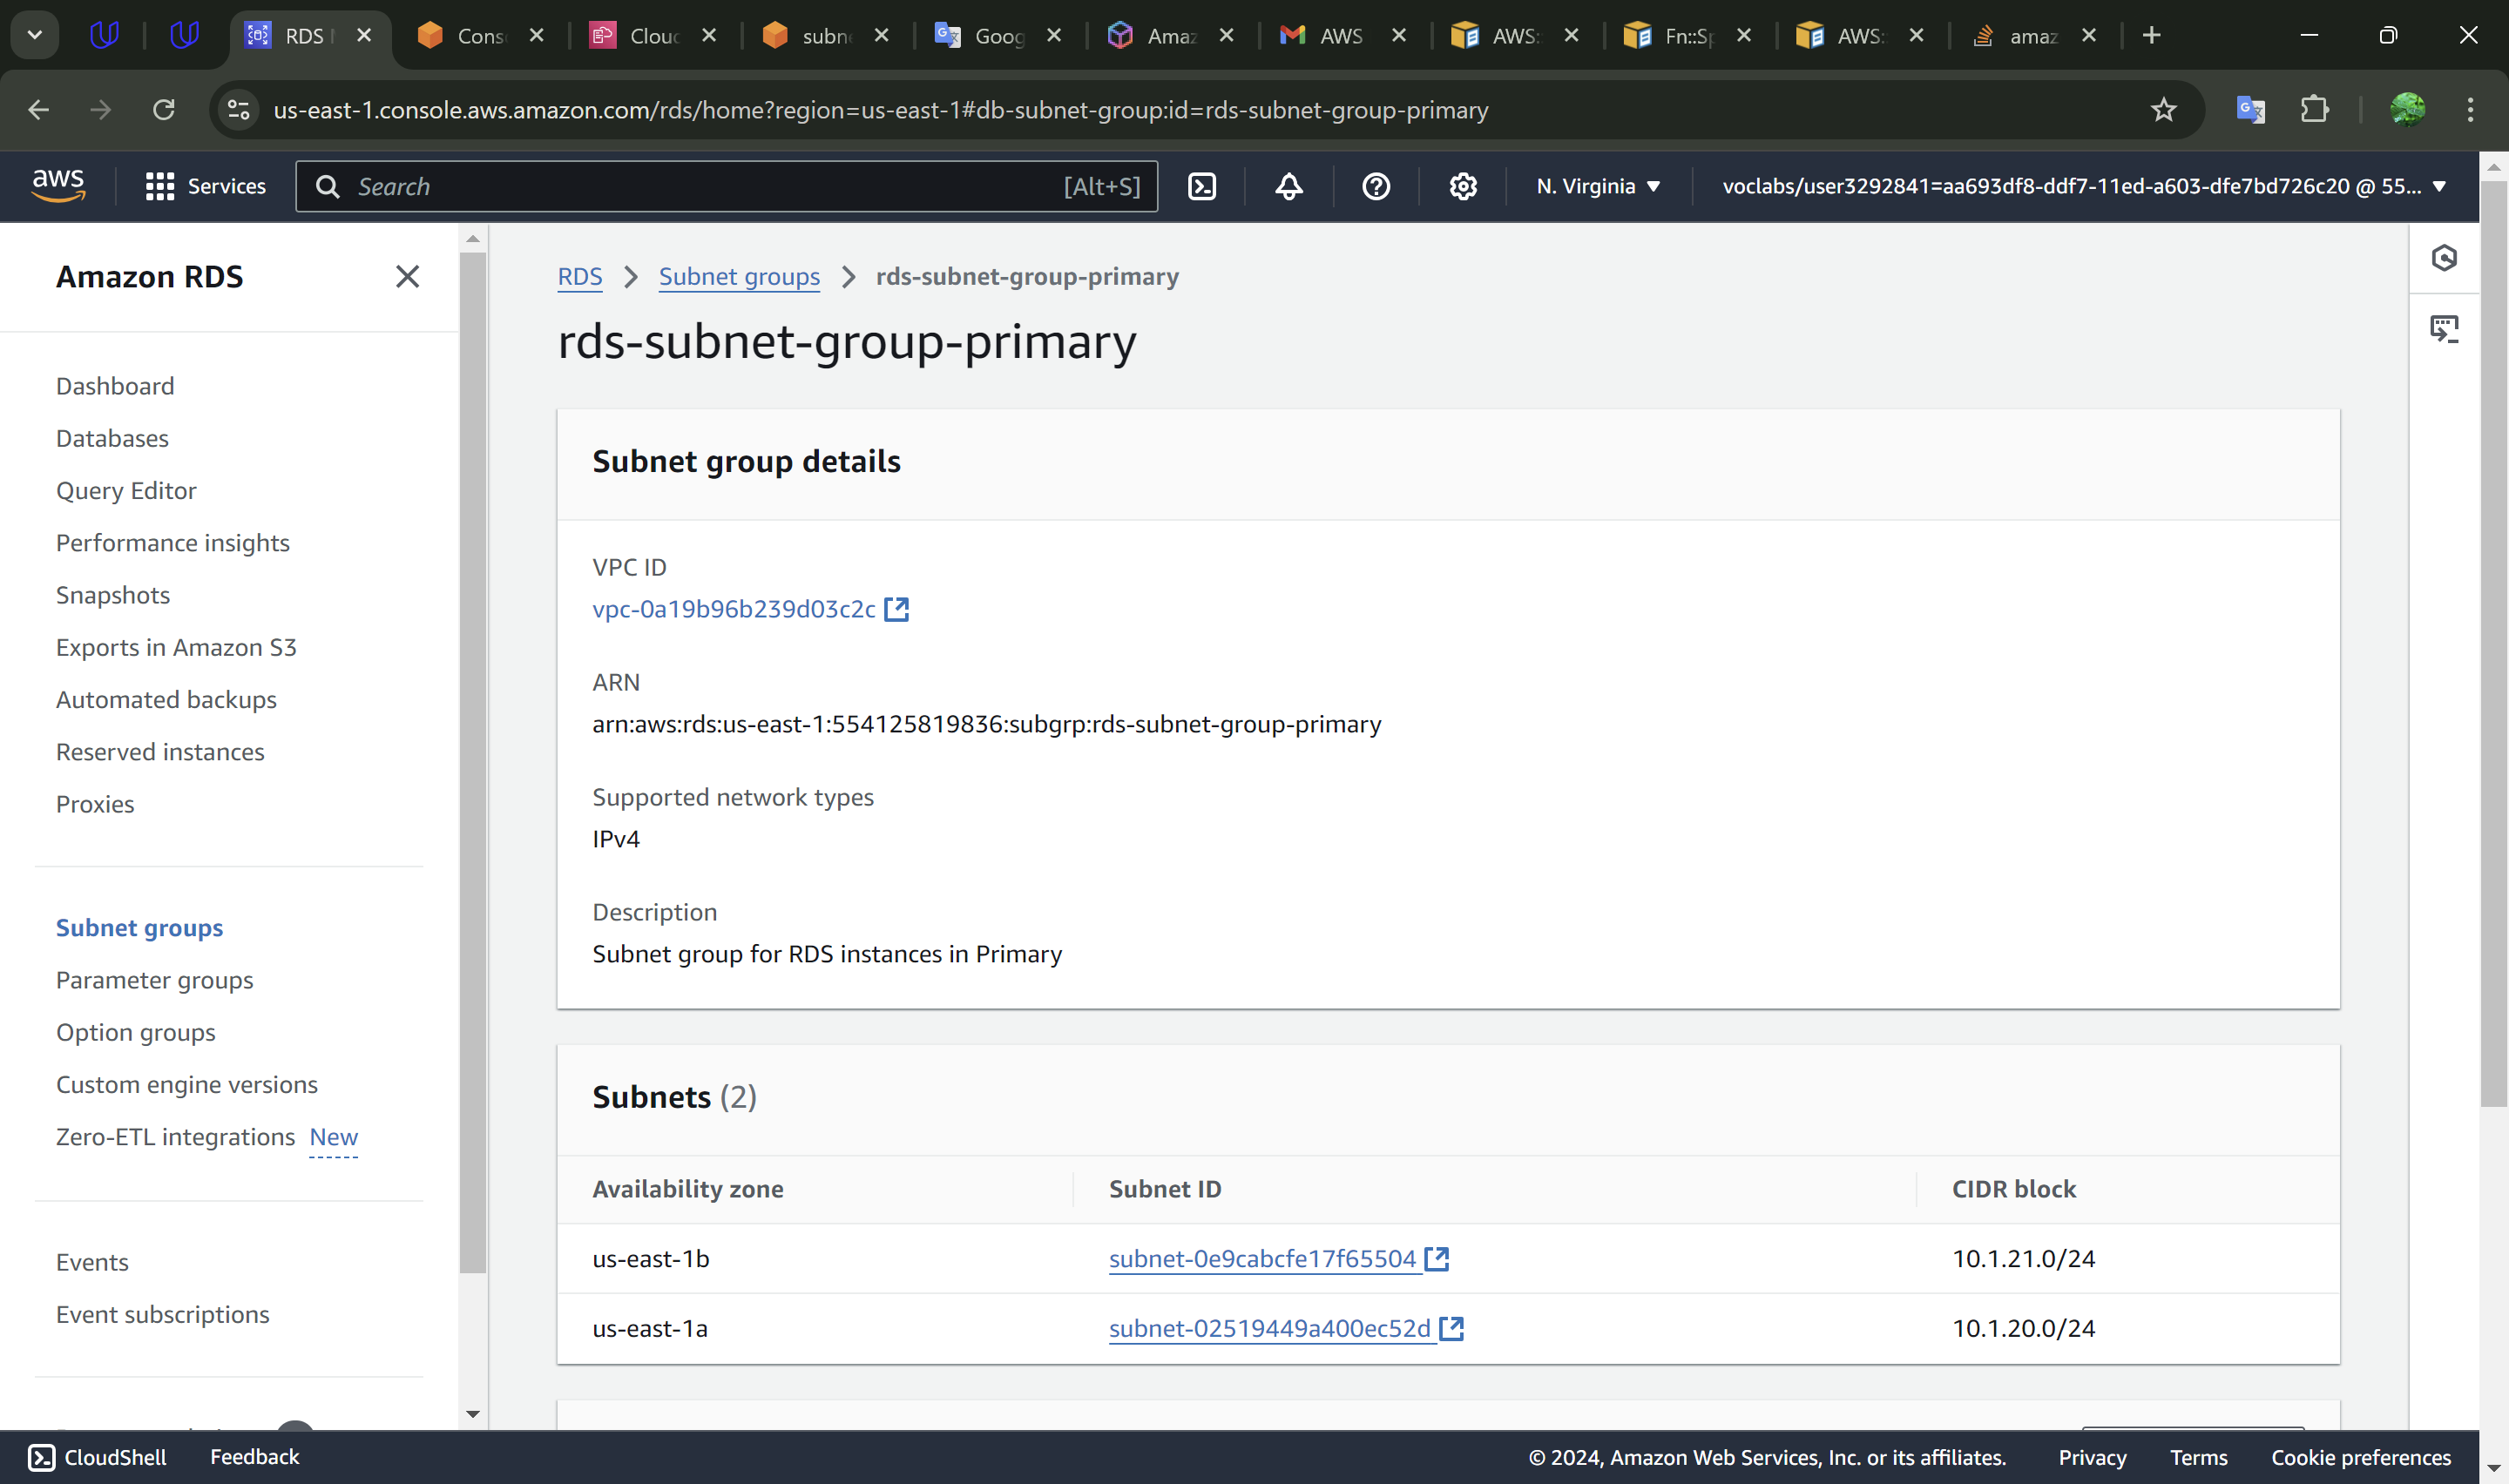 RDS
Cons
Clou
subn
Goog
Amaz
AWS
AWS:
Fn::Sp
AWS:
amaz
us-east-1.console.aws.amazon.com/rds/home?region=us-east-1#db-subnet-group:id=rds-subnet-group-primary
aws
Services
Search
[Alt+S]
N. Virginia
voclabs/user3292841=aa693df8-ddf7-11ed-a603-dfe7bd726c20 @ 55...
Amazon RDS
Dashboard
Databases
Query Editor
Performance insights
Snapshots
Exports in Amazon S3
Automated backups
Reserved instances
Proxies
Subnet groups
Parameter groups
Option groups
Custom engine versions
Zero-ETL integrations New
Events
Event subscriptions
RDS > Subnet groups > rds-subnet-group-primary
rds-subnet-group-primary
Subnet group details
VPC ID
vpc-0a19b96b239d03c2c
ARN
arn:aws:rds:us-east-1:554125819836:subgrp:rds-subnet-group-primary
Supported network types
IPv4
Description
Subnet group for RDS instances in Primary
Subnets (2)
Availability zone Subnet ID CIDR block
us-east-1b subnet-0e9cabcfe17f65504 10.1.21.0/24
us-east-1a subnet-02519449a400ec52d 10.1.20.0/24
CloudShell Feedback © 2024, Amazon Web Services, Inc. or its affiliates. Privacy Terms Cookie preferences